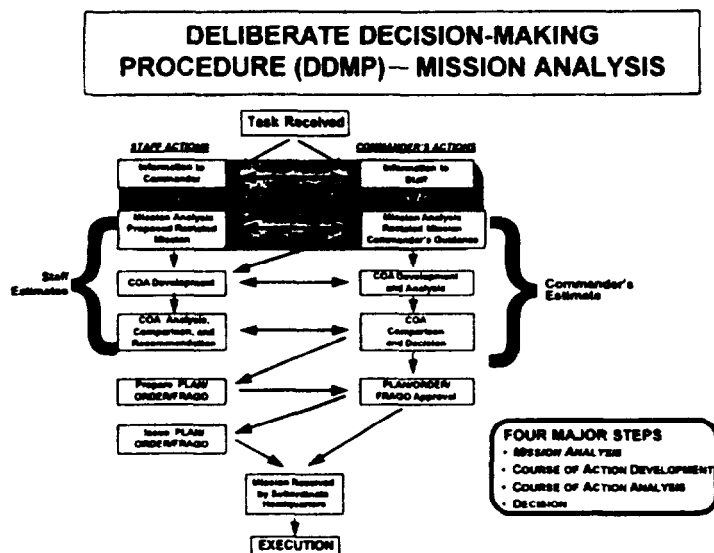 DELIBERATE DECISION-MAKING
PROCEDURE (DDMP)— MISSION ANALYSIS
Task Received
STAFF ACTIONS
COMMANDER'S ACTIONS
Information to
Commander
Information to
Staff
Mission Analysis
Proposed Restated
Mission
Mission Analysis
Restated Mission
Commander's Guidance
Staff
Estimates
COA Development
COA Development
and Analysis
Commander's
Estimate
COA Analysis,
Comparison, and
Recommendation
COA
Comparison
and Decision
Prepare PLAN/
ORDER/FRAGO
PLAN/ORDER/
FRAGO Approval
Issue PLAN/
ORDER/FRAGO
Mission Received
by Subordinate
Headquarters
EXECUTION
FOUR MAJOR STEPS
• MISSION ANALYSIS
• COURSE OF ACTION DEVELOPMENT
• COURSE OF ACTION ANALYSIS
• DECISION